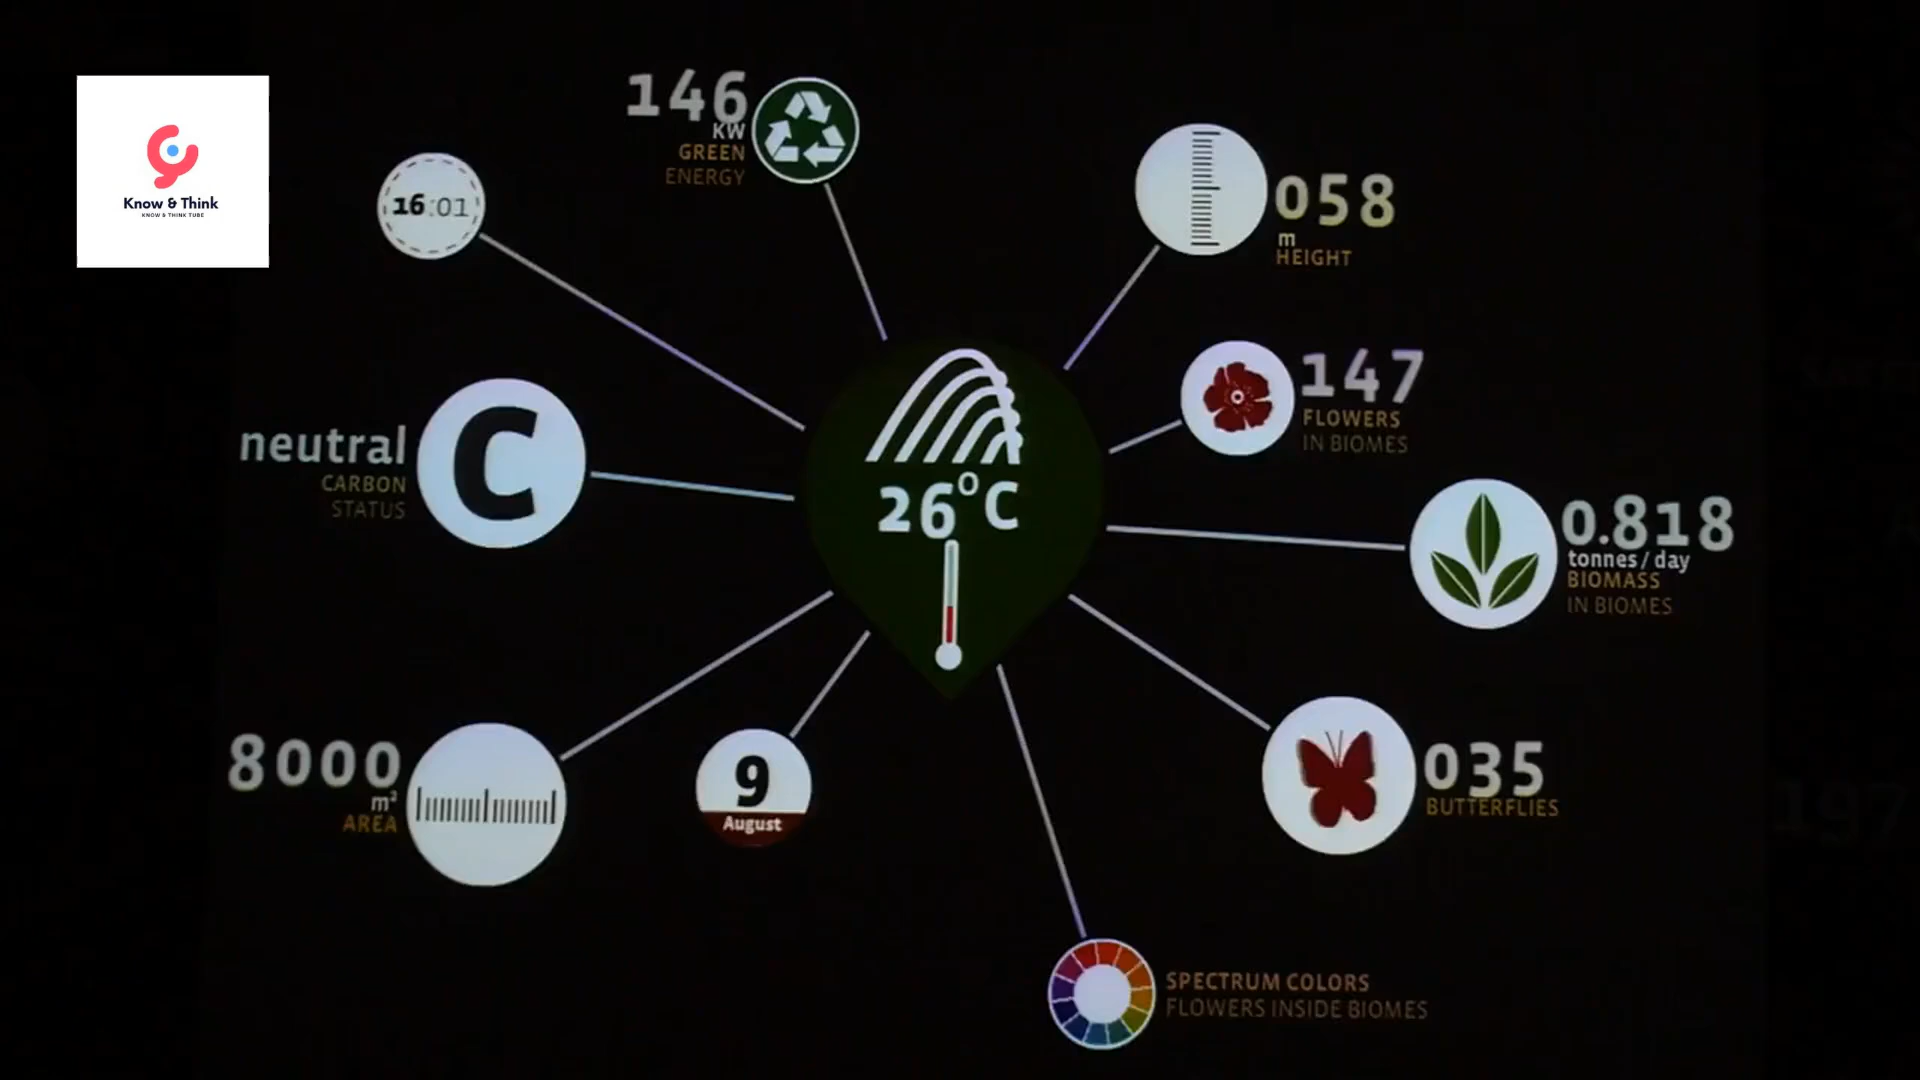 Know & Think
KNOW & THINK TUBE
146
KW
GREEN
ENERGY
16:01
058
m
HEIGHT
147
FLOWERS
IN BIOMES
neutral
CARBON
STATUS
C
26°C
0.818
tonnes / day
BIOMASS
IN BIOMES
8000
m²
AREA
9
August
035
BUTTERFLIES
197
SPECTRUM COLORS
FLOWERS INSIDE BIOMES